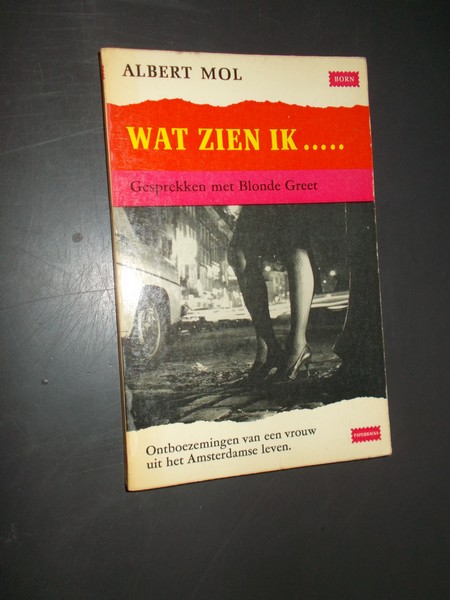 ALBERT MOL
BORN
WAT ZIEN IK.....
Gesprekken met Blonde Greet
Ontboezemingen van een vrouw
uit het Amsterdamse leven.